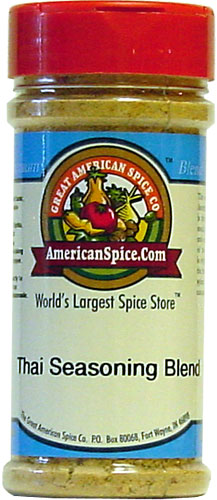 Blend
GREAT AMERICAN SPICE CO
AmericanSpice.Com
World's Largest Spice Store™
Thai Seasoning Blend
The Great American Spice Co. P.O. Box 80068, Fort Wayne, IN